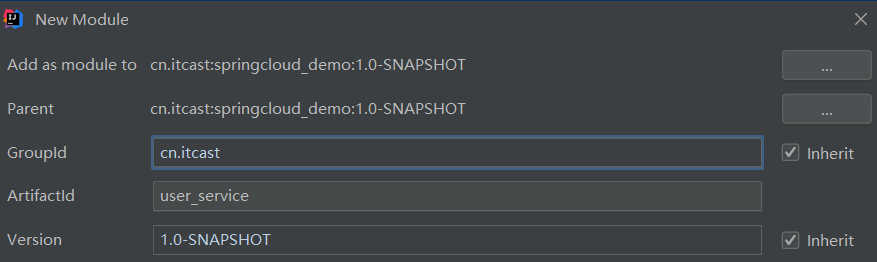 New Module
Add as module to cn.itcast:springcloud_demo:1.0-SNAPSHOT ...
Parent cn.itcast:springcloud_demo:1.0-SNAPSHOT ...
GroupId cn.itcast Inherit
ArtifactId user_service
Version 1.0-SNAPSHOT Inherit